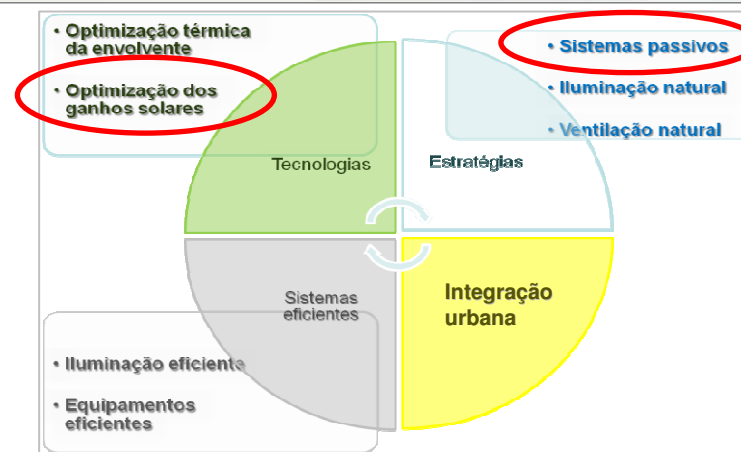 • Optimização térmica
da envolvente
• Optimização dos
ganhos solares
• Sistemas passivos
• Iluminação natural
• Ventilação natural
Tecnologias
Estratégias
Sistemas
eficientes
Integração
urbana
• Iluminação eficiente
• Equipamentos
eficientes